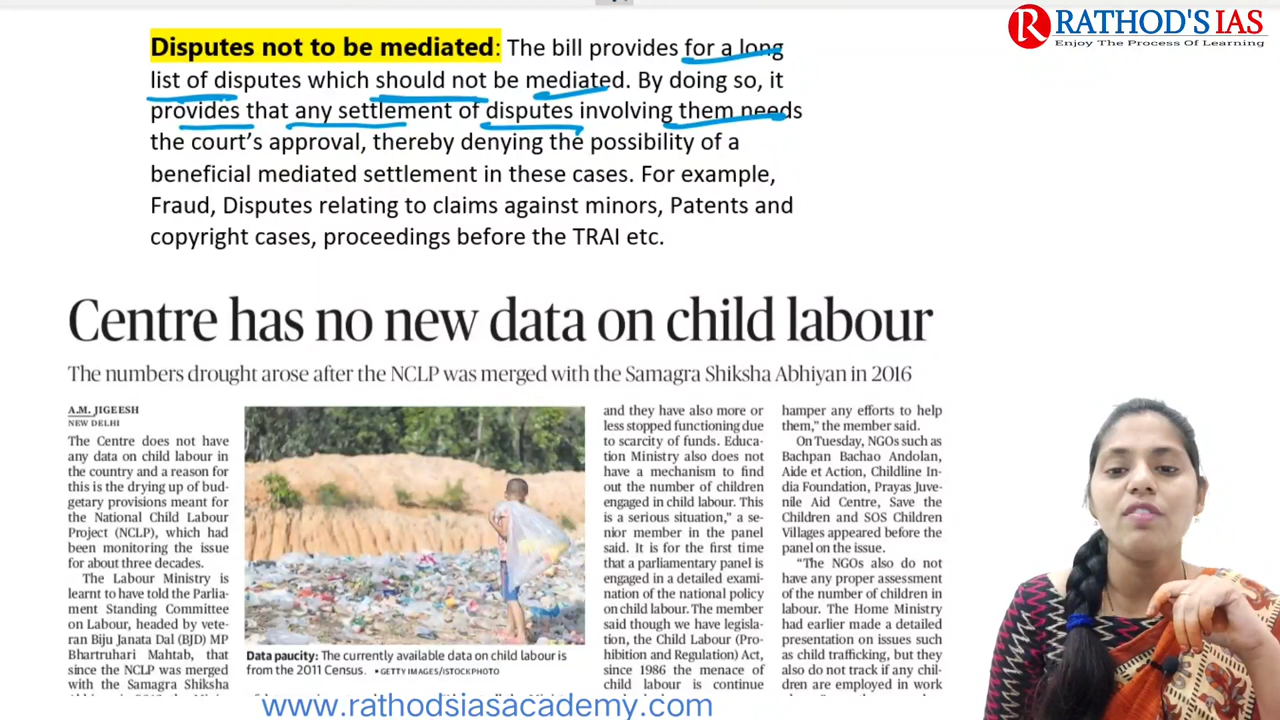 RATHOD'S IAS
Enjoy The Process Of Learning
Disputes not to be mediated: The bill provides for a long
list of disputes which should not be mediated. By doing so, it
provides that any settlement of disputes involving them needs
the court's approval, thereby denying the possibility of a
beneficial mediated settlement in these cases. For example,
Fraud, Disputes relating to claims against minors, Patents and
copyright cases, proceedings before the TRAI etc.
Centre has no new data on child labour
The numbers drought arose after the NCLP was merged with the Samagra Shiksha Abhiyan in 2016
A.M. JIGEESH
NEW DELHI
The Centre does not have
any data on child labour in
the country and a reason for
this is the drying up of bud-
getary provisions meant for
the National Child Labour
Project (NCLP), which had
been monitoring the issue
for about three decades.
The Labour Ministry is
learnt to have told the Parlia-
ment Standing Committee
on Labour, headed by vete-
ran Biju Janata Dal (BJD) MP
Bhartruhari Mahtab, that
since the NCLP was merged
with the Samagra Shiksha
Data paucity: The currently available data on child labour is
from the 2011 Census. • GETTY IMAGES/ISTOCKPHOTO
and they have also more or
less stopped functioning due
to scarcity of funds. Educa-
tion Ministry also does not
have a mechanism to find
out the number of children
engaged in child labour. This
is a serious situation,” a se-
nior member in the panel
said. It is for the first time
that a parliamentary panel is
engaged in a detailed exami-
nation of the national policy
on child labour. The member
said though we have legisla-
tion, the Child Labour (Pro-
hibition and Regulation) Act,
since 1986 the menace of
child labour is continue
hamper any efforts to help
them,” the member said.
On Tuesday, NGOs such as
Bachpan Bachao Andolan,
Aide et Action, Childline In-
dia Foundation, Prayas Juve-
nile Aid Centre, Save the
Children and SOS Children
Villages appeared before the
panel on the issue.
“The NGOs also do not
have any proper assessment
of the number of children in
labour. The Home Ministry
had earlier made a detailed
presentation on issues such
as child trafficking, but they
also do not track if any chil-
dren are employed in work
www.rathodsiasacademy.com